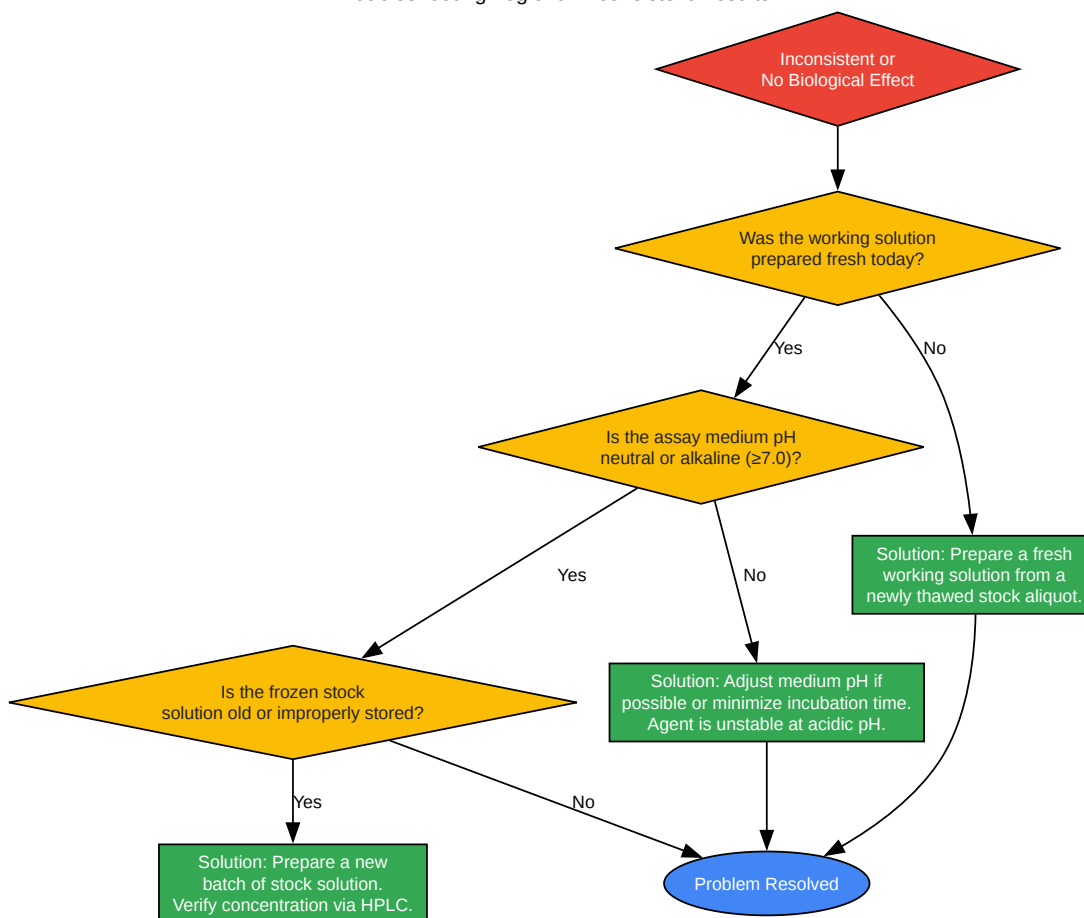 Inconsistent or
No Biological Effect
Was the working solution
prepared fresh today?
Yes
No
Is the assay medium pH
neutral or alkaline (≥7.0)?
Yes
No
Solution: Prepare a fresh
working solution from a
newly thawed stock aliquot.
Is the frozen stock
solution old or improperly stored?
Solution: Adjust medium pH if
possible or minimize incubation time.
Agent is unstable at acidic pH.
Yes
No
Solution: Prepare a new
batch of stock solution.
Verify concentration via HPLC.
Problem Resolved